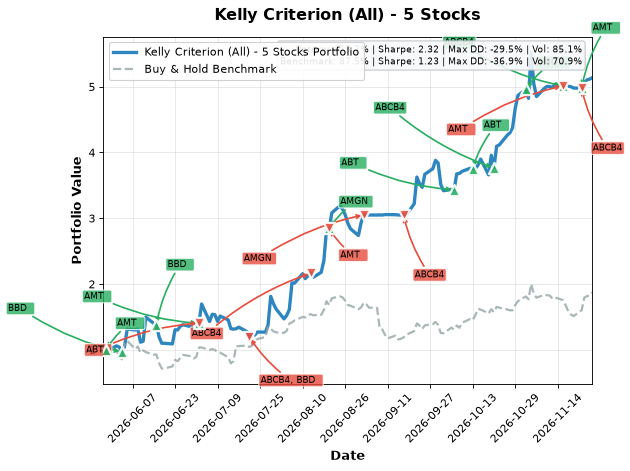 Kelly Criterion (All) - 5 Stocks
AMT
Kelly Criterion (All) - 5 Stocks Portfolio
Buy & Hold Benchmark
% | Sharpe: 2.32 | Max DD: -29.5% | Vol: 85.1%
| Sharpe: 1.23 | Max DD: -36.9% | Vol: 70.9%
ABCB4
ABT
AMT
ABCB4
ABT
AMGN
AMGN
AMT
ABCB4
BBD
AMT
BBD
AMT
ABCB4
ABT
ABCB4, BBD
5
4
3
2
1
Portfolio Value
2026-06-07
2026-06-23
2026-07-09
2026-07-25
2026-08-10
2026-08-26
2026-09-11
2026-09-27
2026-10-13
2026-10-29
2026-11-14
Date